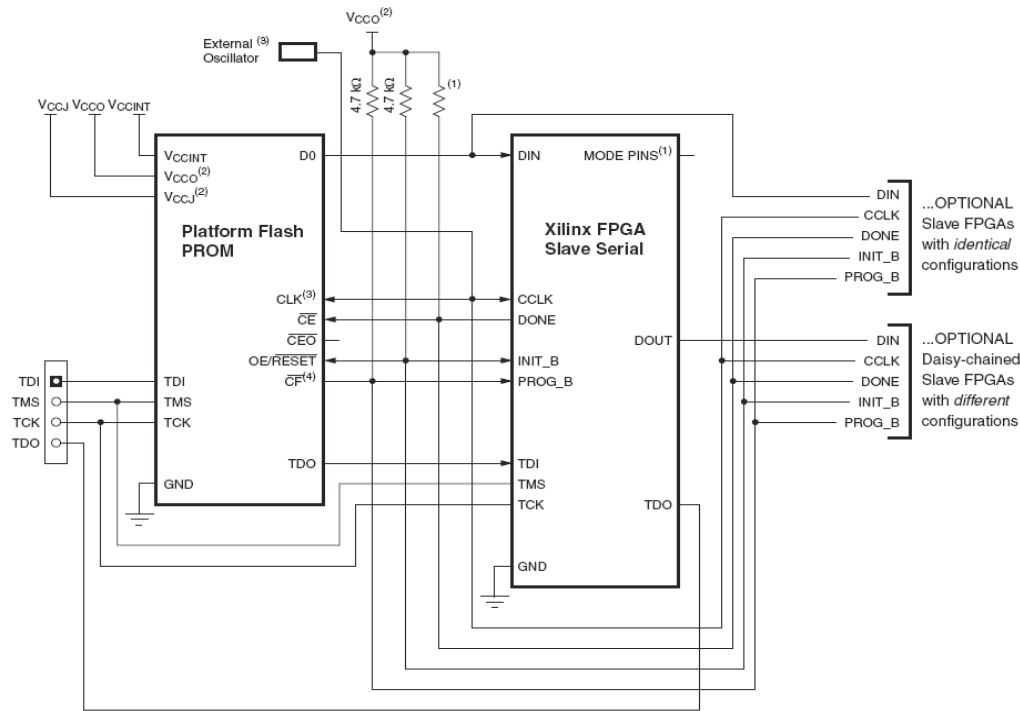 VCCO(2)
External (3)
Oscillator
4.7 kΩ
4.7 kΩ
(1)
VCCJ VCCO VCCINT
VCCINT
VCCO(2)
VCCJ(2)
D0
Platform Flash
PROM
CLK(3)
CE
CEO
OE/RESET
CF(4)
TDI
TMS
TCK
TDO
GND
TDI
TMS
TCK
TDO
DIN
MODE PINS(1)
Xilinx FPGA
Slave Serial
CCLK
DONE
DOUT
INIT_B
PROG_B
TDI
TMS
TCK
TDO
GND
DIN
CCLK
DONE
INIT_B
PROG_B
...OPTIONAL
Slave FPGAs
with identical
configurations
DIN
CCLK
DONE
INIT_B
PROG_B
...OPTIONAL
Daisy-chained
Slave FPGAs
with different
configurations